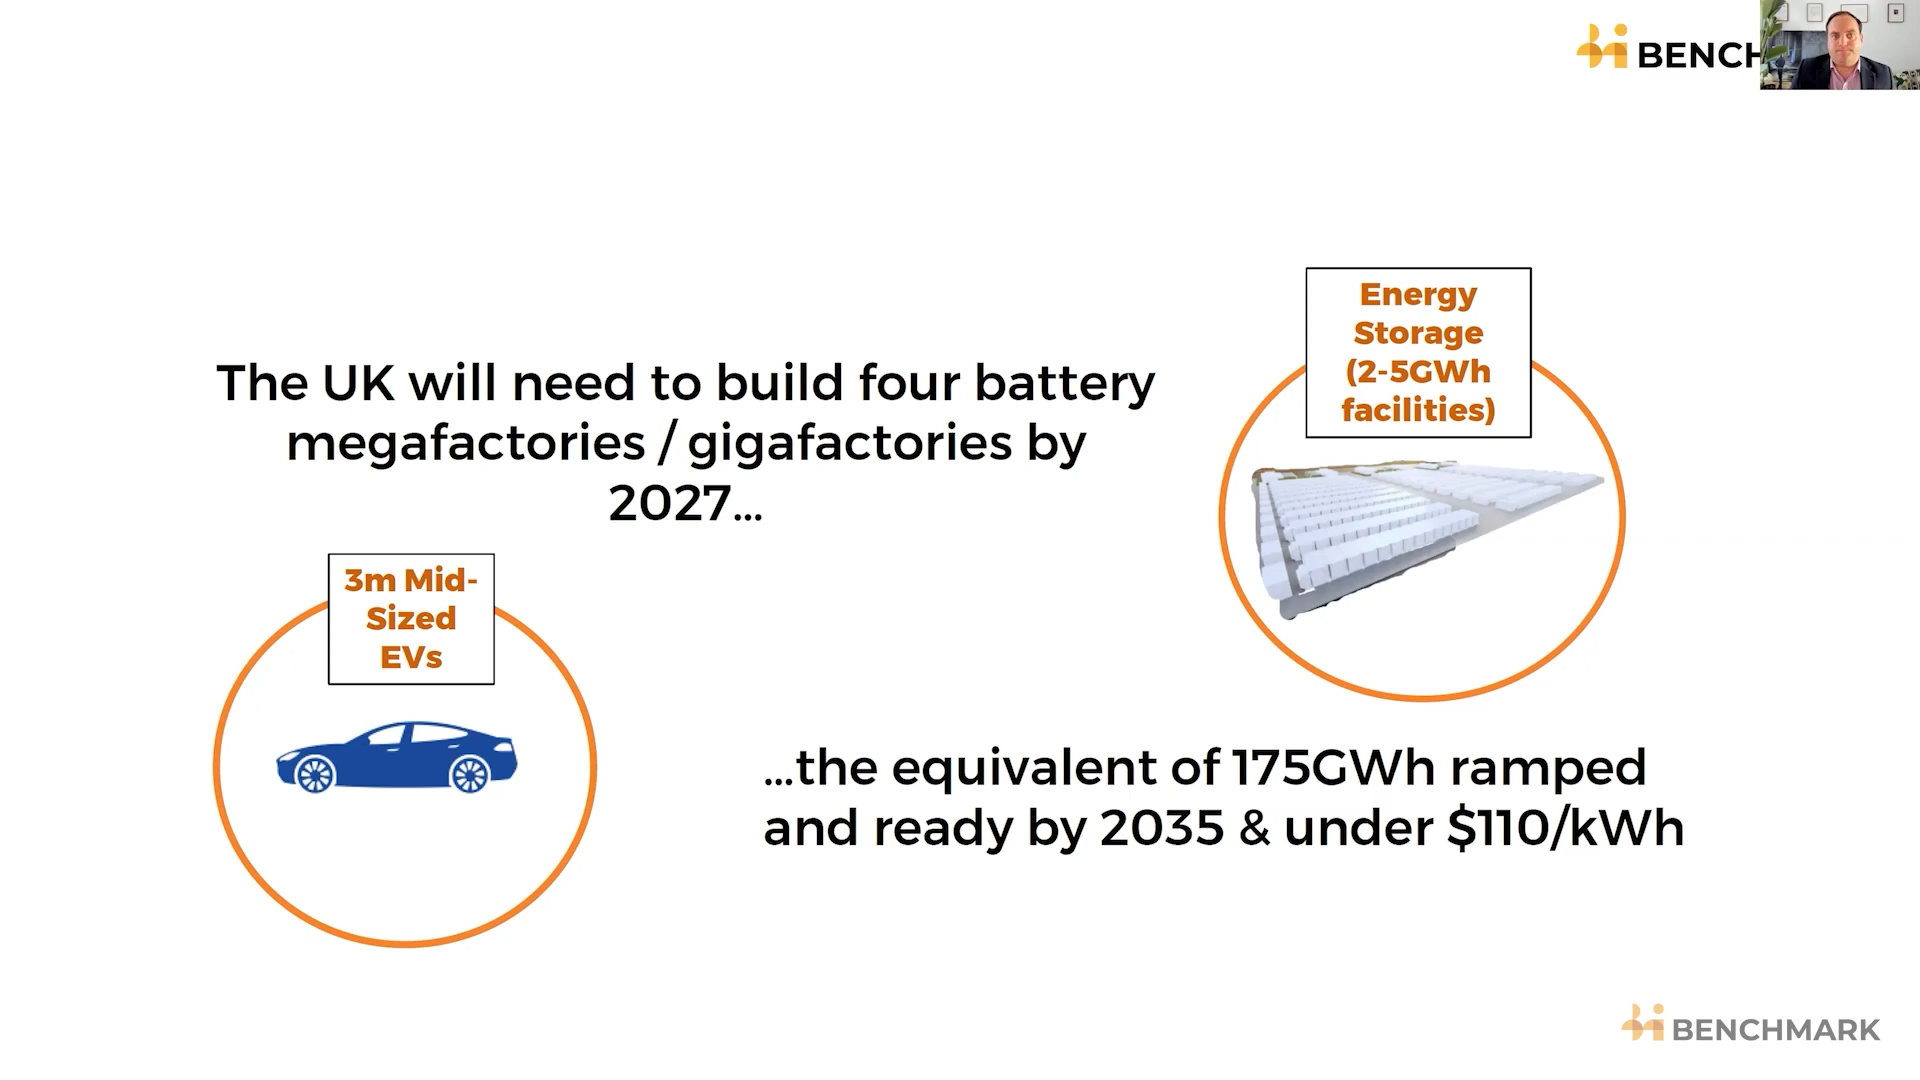 BENCH
Energy
Storage
(2-5GWh
facilities)
The UK will need to build four battery
megafactories / gigafactories by
2027...
3m Mid-
Sized
EVs
...the equivalent of 175GWh ramped
and ready by 2035 & under $110/kWh
BENCHMARK